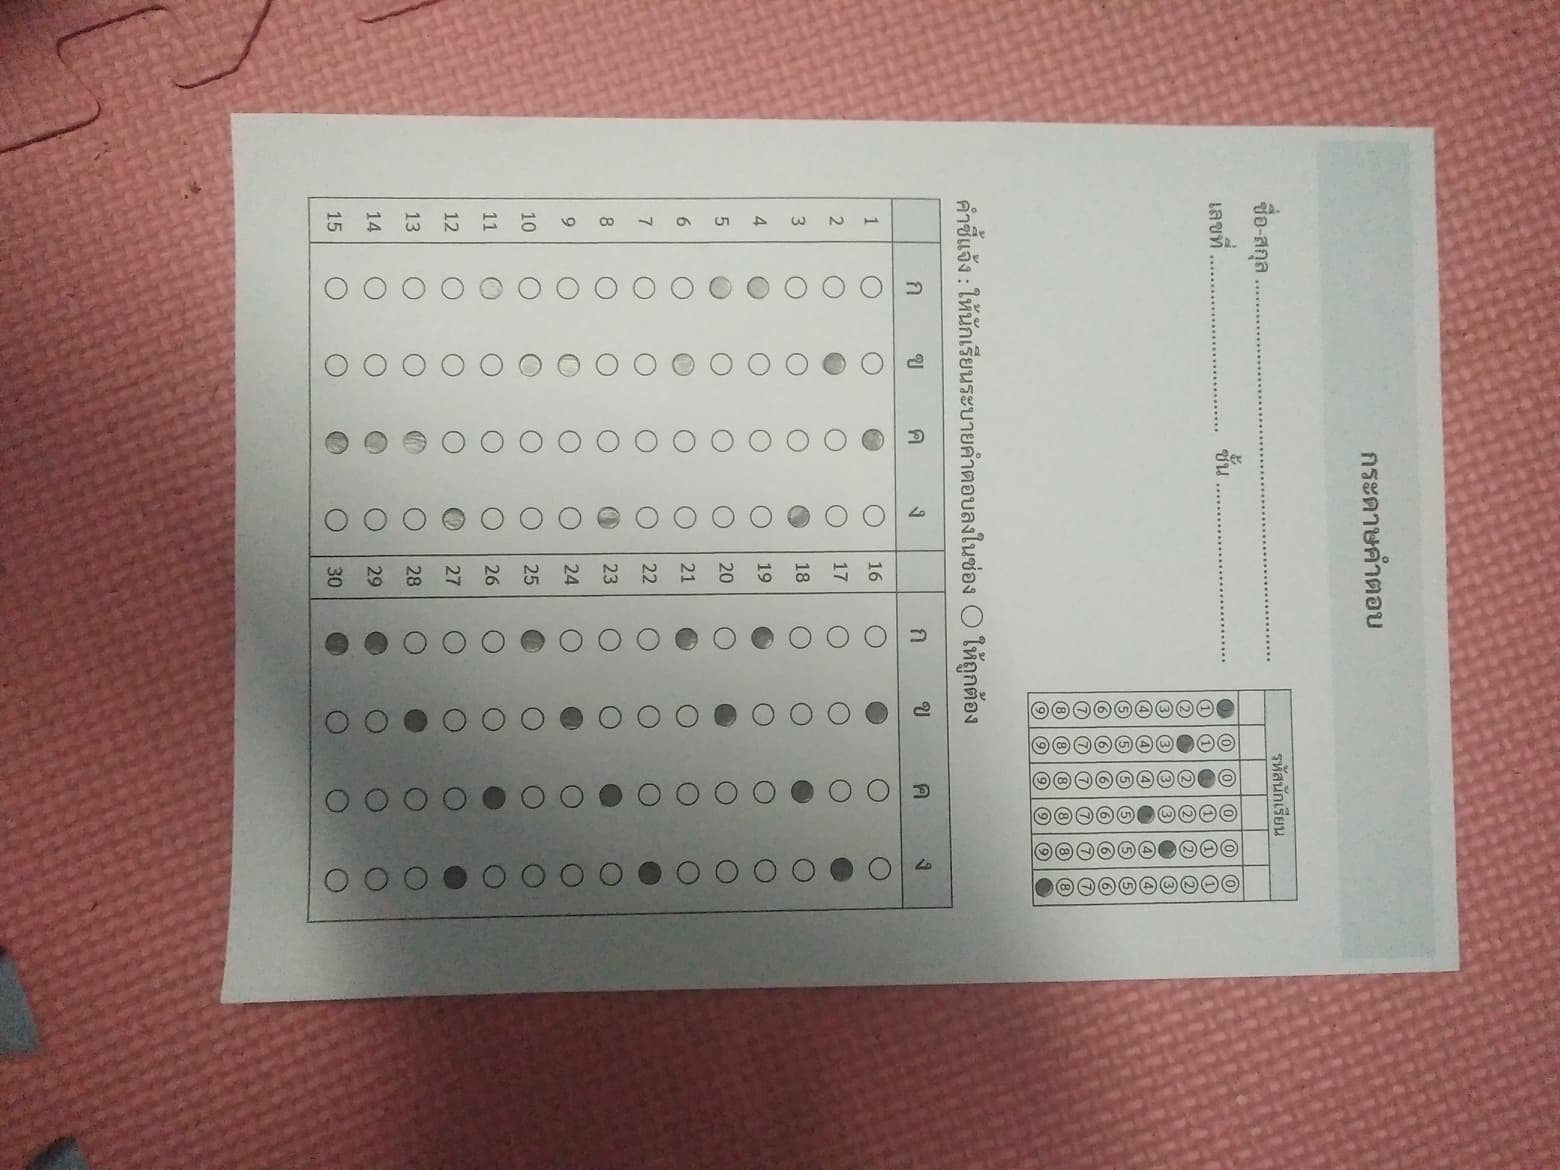 กระดาษคำตอบ
ชื่อ-สกุล ................................................................
เลขที่ .............................. ชั้น ..............................
รหัสนักเรียน
0 0 0 0 0
1 1 1 1 1
2 2 2 2 2
3 3 3 3 3
4 4 4 4 4
5 5 5 5 5 5
6 6 6 6 6 6
7 7 7 7 7 7
8 8 8 8 8 8
9 9 9 9 9
คำชี้แจ้ง : ให้นักเรียนระบายคำตอบลงในช่อง ○ ให้ถูกต้อง
ก ข ค ง ก ข ค ง
1 16
2 17
3 18
4 19
5 20
6 21
7 22
8 23
9 24
10 25
11 26
12 27
13 28
14 29
15 30